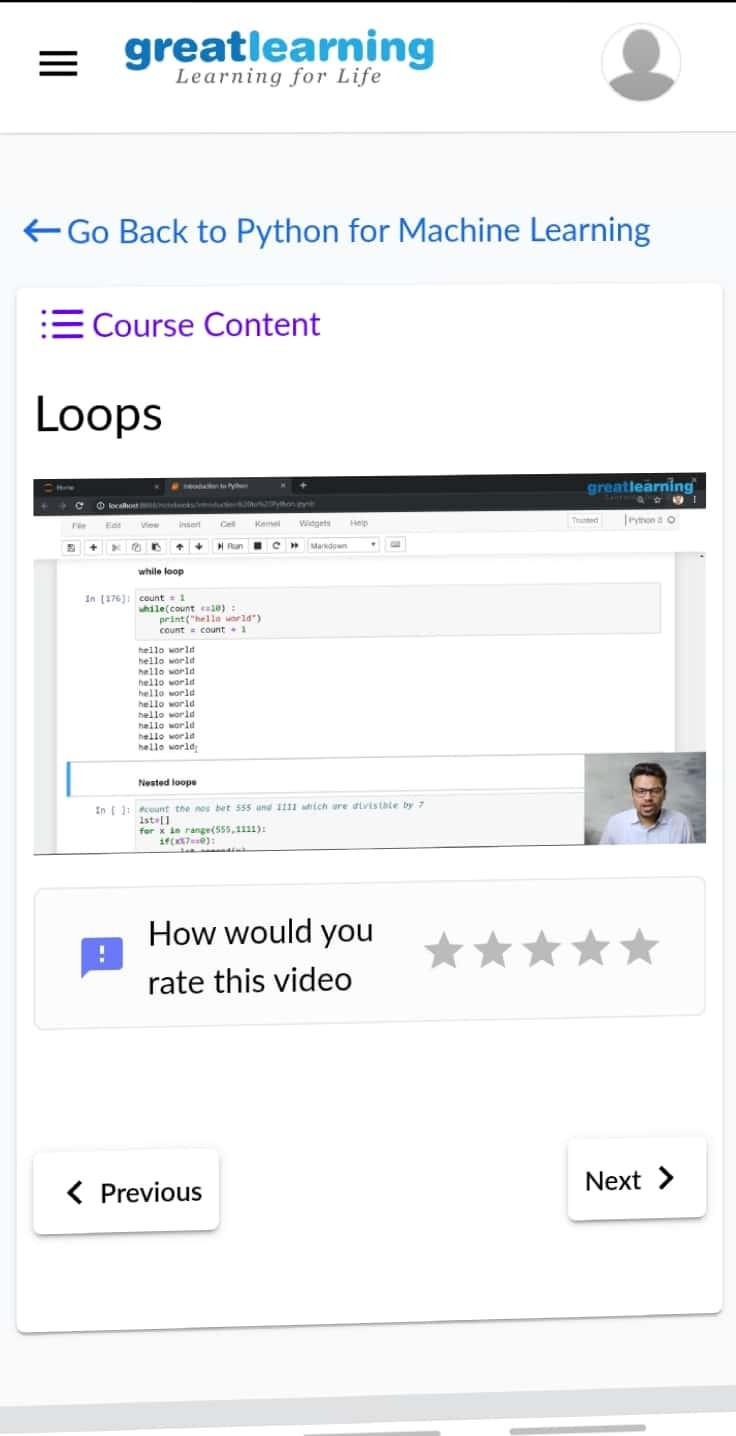 greatlearning
Learning for Life
Go Back to Python for Machine Learning
Course Content
Loops
Home
Introduction to Python
greatlearning
File Edit View Insert Cell Kernel Widgets Help
Trusted Python 3
Run Markdown
while loop
In [176]: count = 1
while(count <=10) :
print("hello world")
count = count + 1
hello world
hello world
hello world
hello world
hello world
hello world
hello world
hello world
hello world
hello world
Nested loops
In [ ]: #count the nos bet 555 and 1111 which are divisible by 7
lst=[]
for x in range(555,1111):
if(x%7==0):
How would you
rate this video
Previous
Next